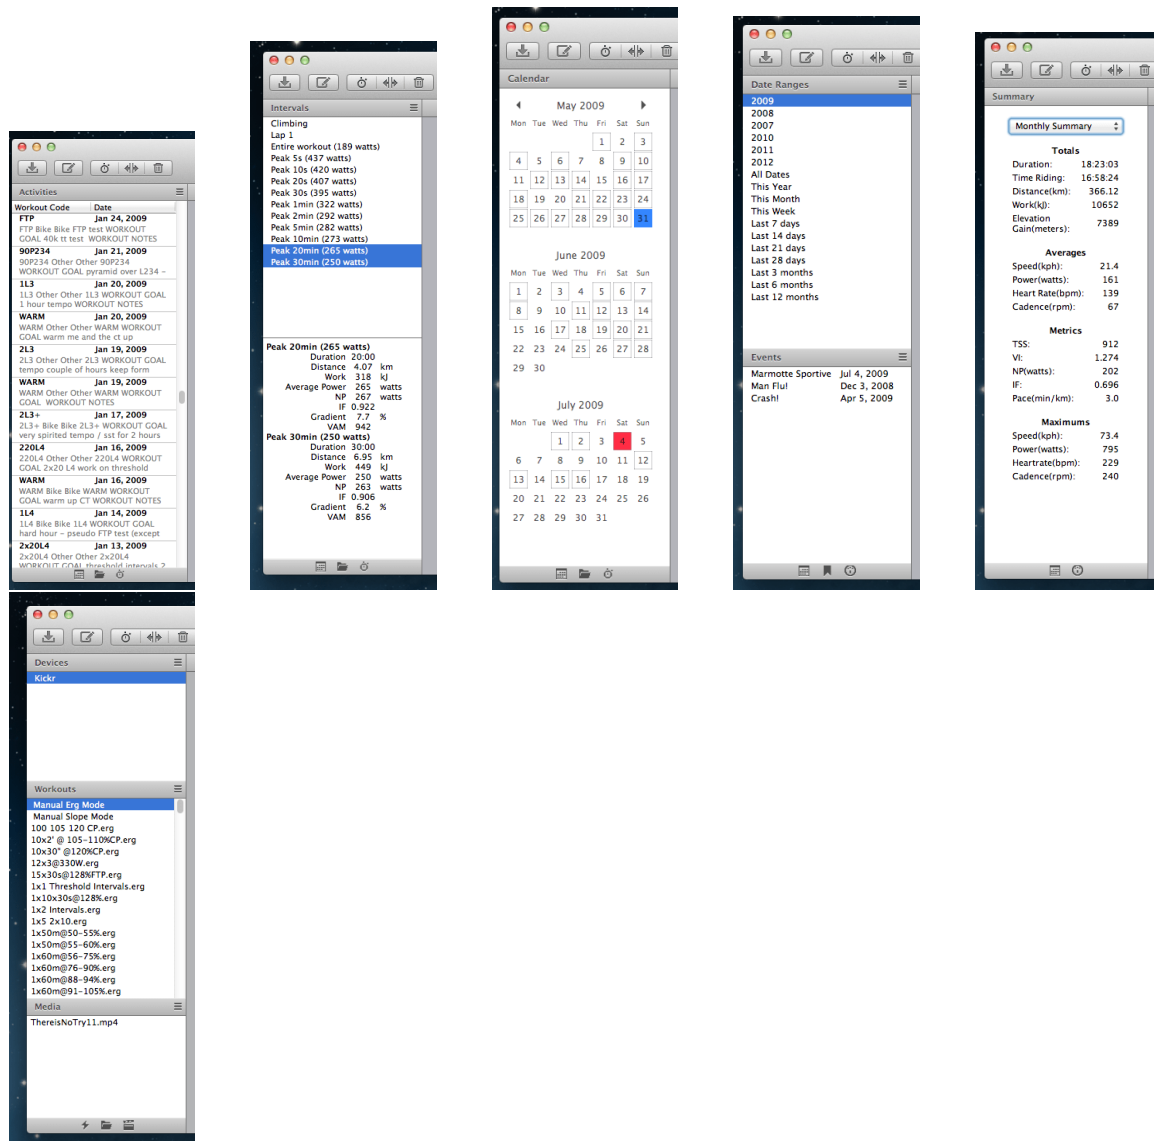 Activities
Workout Code Date
FTP Jan 24, 2009
FTP Bike Bike FTP test WORKOUT
GOAL 40k tt test WORKOUT NOTES
90P234 Jan 21, 2009
90P234 Other Other 90P234
WORKOUT GOAL pyramid over L234 –
1L3 Jan 20, 2009
1L3 Other Other 1L3 WORKOUT GOAL
1 hour tempo WORKOUT NOTES
WARM Jan 20, 2009
WARM Other Other WARM WORKOUT
GOAL warm me and the ct up
2L3 Jan 19, 2009
2L3 Other Other 2L3 WORKOUT GOAL
tempo couple of hours keep form
WARM Jan 19, 2009
WARM Other Other WARM WORKOUT
GOAL WORKOUT NOTES
2L3+ Jan 17, 2009
2L3+ Bike Bike 2L3+ WORKOUT GOAL
very spirited tempo / sst for 2 hours
220L4 Jan 16, 2009
220L4 Other Other 220L4 WORKOUT
GOAL 2x20 L4 work on threshold
WARM Jan 16, 2009
WARM Bike Bike WARM WORKOUT
GOAL warm up CT WORKOUT NOTES
1L4 Jan 14, 2009
1L4 Bike Bike 1L4 WORKOUT GOAL
hard hour – pseudo FTP test (except
2x20L4 Jan 13, 2009
2x20L4 Other Other 2x20L4
WORKOUT GOAL threshold intervals 2
Intervals
Climbing
Lap 1
Entire workout (189 watts)
Peak 5s (437 watts)
Peak 10s (420 watts)
Peak 20s (407 watts)
Peak 30s (395 watts)
Peak 1min (322 watts)
Peak 2min (292 watts)
Peak 5min (282 watts)
Peak 10min (273 watts)
Peak 20min (265 watts)
Peak 30min (250 watts)
Peak 20min (265 watts)
Duration 20:00
Distance 4.07 km
Work 318 kJ
Average Power 265 watts
NP 267 watts
IF 0.922
Gradient 7.7 %
VAM 942
Peak 30min (250 watts)
Duration 30:00
Distance 6.95 km
Work 449 kJ
Average Power 250 watts
NP 263 watts
IF 0.906
Gradient 6.2 %
VAM 856
Calendar
May 2009
Mon Tue Wed Thu Fri Sat Sun
1 2 3
4 5 6 7 8 9 10
11 12 13 14 15 16 17
18 19 20 21 22 23 24
25 26 27 28 29 30 31
June 2009
Mon Tue Wed Thu Fri Sat Sun
1 2 3 4 5 6 7
8 9 10 11 12 13 14
15 16 17 18 19 20 21
22 23 24 25 26 27 28
29 30
July 2009
Mon Tue Wed Thu Fri Sat Sun
1 2 3 4 5
6 7 8 9 10 11 12
13 14 15 16 17 18 19
20 21 22 23 24 25 26
27 28 29 30 31
Date Ranges
2009
2008
2007
2010
2011
2012
All Dates
This Year
This Month
This Week
Last 7 days
Last 14 days
Last 21 days
Last 28 days
Last 3 months
Last 6 months
Last 12 months
Events
Marmotte Sportive Jul 4, 2009
Man Flu! Dec 3, 2008
Crash! Apr 5, 2009
Summary
Monthly Summary
Totals
Duration: 18:23:03
Time Riding: 16:58:24
Distance(km): 366.12
Work(kJ): 10652
Elevation
Gain(meters): 7389
Averages
Speed(kph): 21.4
Power(watts): 161
Heart Rate(bpm): 139
Cadence(rpm): 67
Metrics
TSS: 912
VI: 1.274
NP(watts): 202
IF: 0.696
Pace(min/km): 3.0
Maximums
Speed(kph): 73.4
Power(watts): 795
Heartrate(bpm): 229
Cadence(rpm): 240
Devices
Kickr
Workouts
Manual Erg Mode
Manual Slope Mode
100 105 120 CP.erg
10x2' @ 105-110%CP.erg
10x30" @120%CP.erg
12x3@330W.erg
15x30s@128%FTP.erg
1x1 Threshold Intervals.erg
1x10x30s@128%.erg
1x2 Intervals.erg
1x5 2x10.erg
1x50m@50-55%.erg
1x50m@55-60%.erg
1x60m@56-75%.erg
1x60m@76-90%.erg
1x60m@88-94%.erg
1x60m@91-105%.erg
Media
ThereisNoTry11.mp4